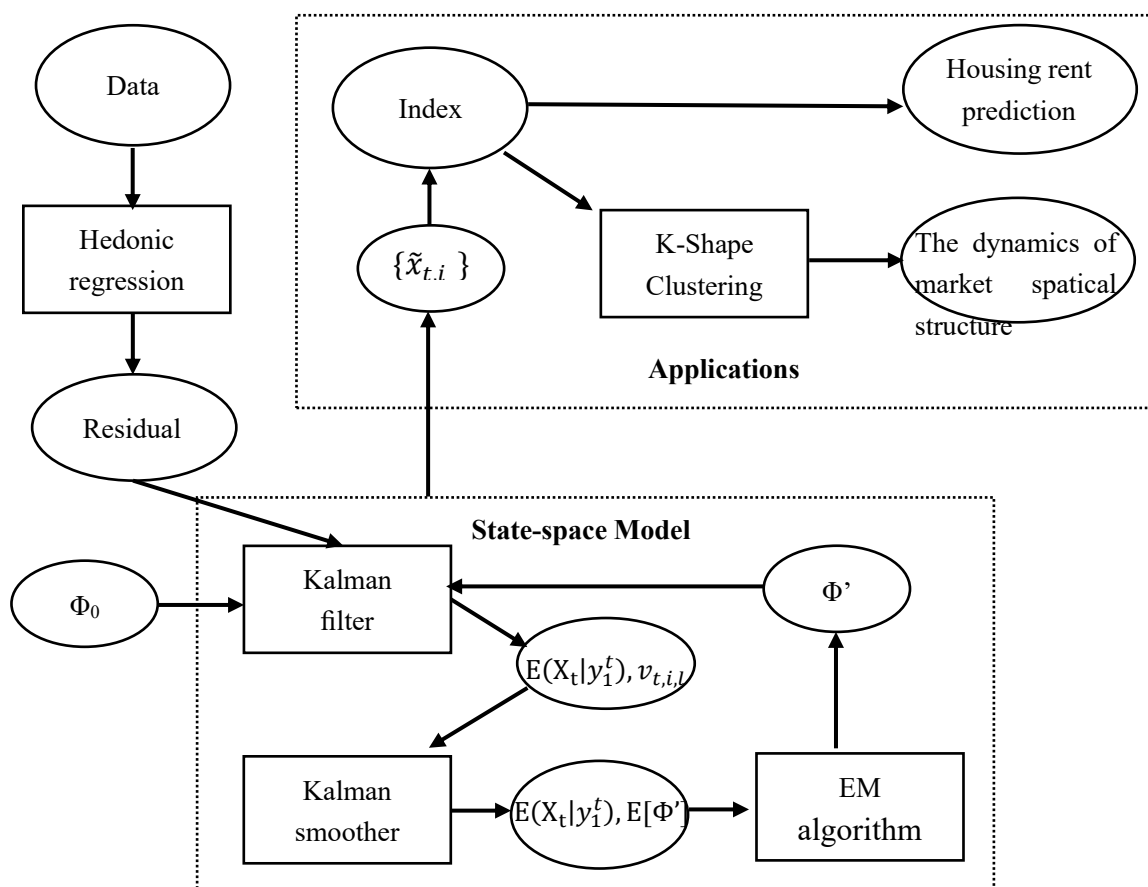 Data
Hedonic
regression
Residual
Index
Housing rent
prediction
{x̃ₜ.ᵢ }
K-Shape
Clustering
The dynamics of
market spatical
structure
Applications
State-space Model
Φ₀
Kalman
filter
Φ’
E(Xₜ|y₁ᵗ), v_{t,i,l}
Kalman
smoother
E(Xₜ|y₁ᵗ), E[Φ’]
EM
algorithm